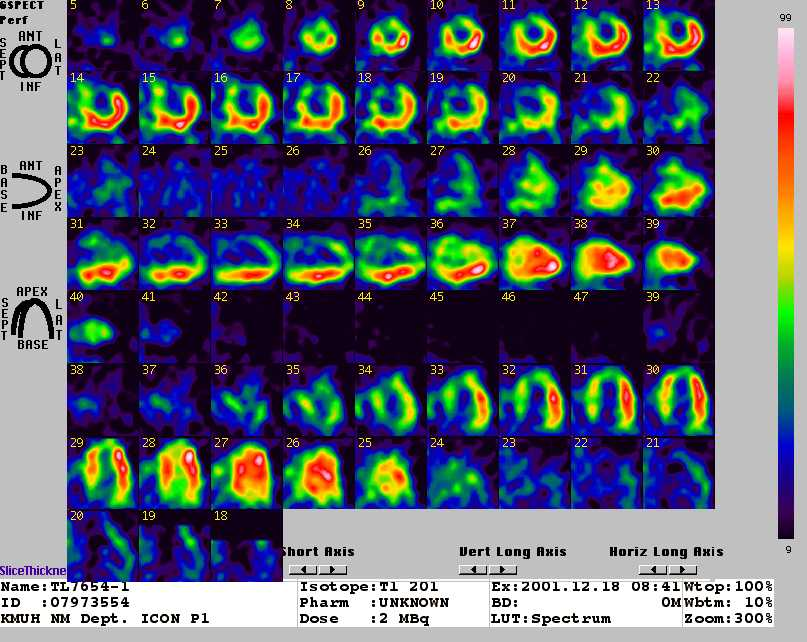 GSPECT
Perf
ANT
SEPT
LAT
INF
99
5 6 7 8 9 10 11 12 13
14 15 16 17 18 19 20 21 22
ANT
BASE
APEX
INF
23 24 25 26 26 27 28 29 30
31 32 33 34 35 36 37 38 39
APEX
SEPT
LAT
BASE
40 41 42 43 44 45 46 47 39
38 37 36 35 34 33 32 31 30
29 28 27 26 25 24 23 22 21
20 19 18
9
Short Axis Vert Long Axis Horiz Long Axis
SliceThickne
Name:TL7654-1 Isotope:Tl 201 Ex:2001.12.18 08:41 Wtop:100%
ID :07973554 Pharm :UNKNOWN BD: 0M Wbtm: 10%
KMUH NM Dept. ICON P1 Dose :2 MBq LUT:Spectrum Zoom:300%